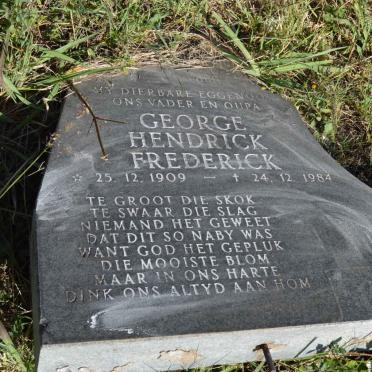 MY DIERBARE EGGENOOT
ONS VADER EN OUPA
GEORGE
HENDRICK
FREDERICK
☆ 25. 12. 1909 – ✝ 24. 12. 1984
TE GROOT DIE SKOK
TE SWAAR DIE SLAG
NIEMAND HET GEWEET
DAT DIT SO NABY WAS
WANT GOD HET GEPLUK
DIE MOOISTE BLOM
MAAR IN ONS HARTE
DINK ONS ALTYD AAN HOM